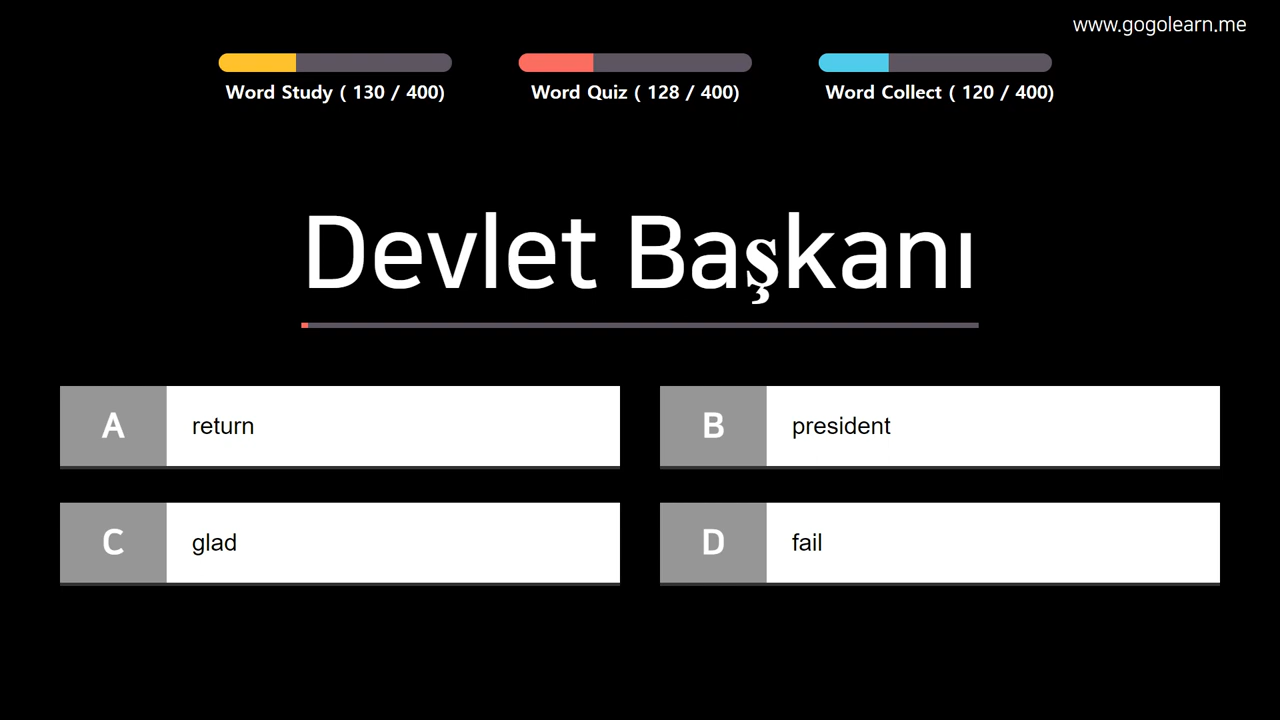 www.gogolearn.me
Word Study ( 130 / 400)
Word Quiz ( 128 / 400)
Word Collect ( 120 / 400)
Devlet Başkanı
A return
B president
C glad
D fail